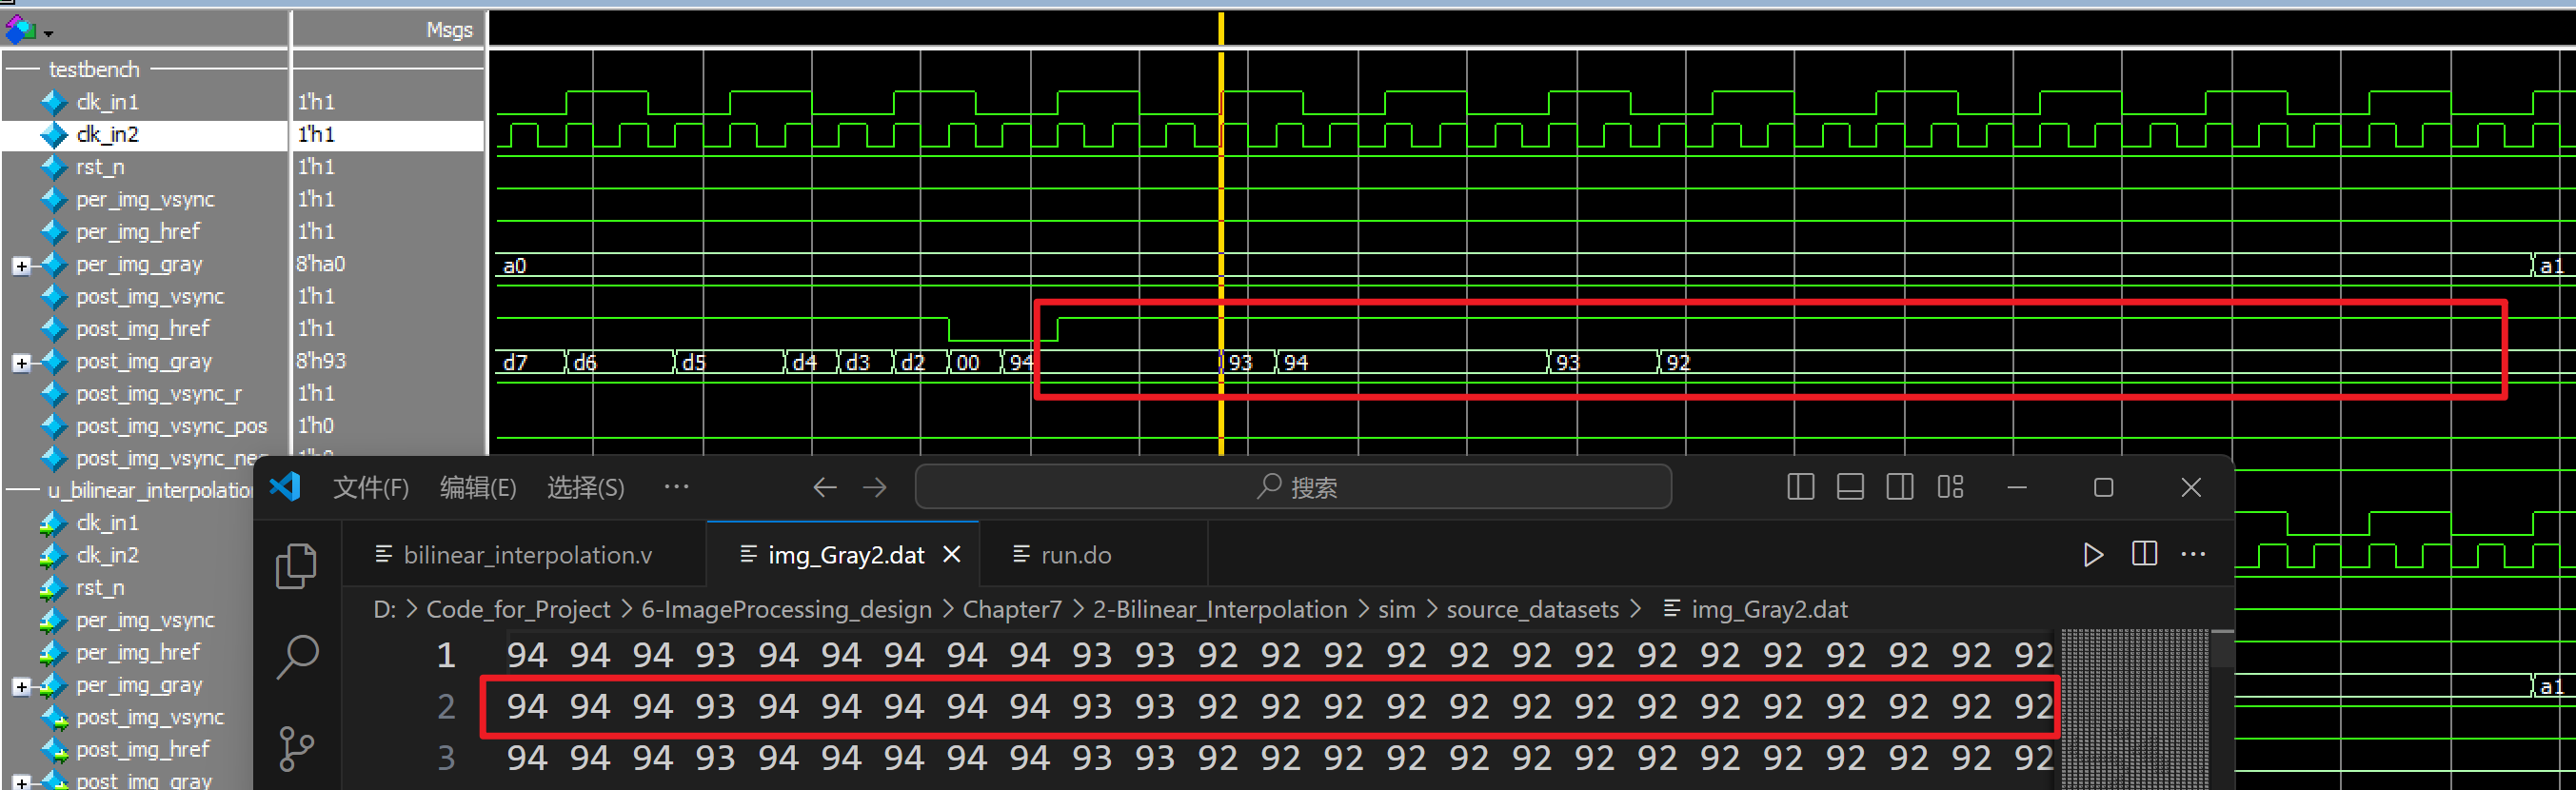 Msgs
testbench
clk_in1 1'h1
clk_in2 1'h1
rst_n 1'h1
per_img_vsync 1'h1
per_img_href 1'h1
per_img_gray 8'ha0 a0 a1
post_img_vsync 1'h1
post_img_href 1'h1
post_img_gray 8'h93 d7 d6 d5 d4 d3 d2 00 94 93 94 93 92
post_img_vsync_r 1'h1
post_img_vsync_pos 1'h0
post_img_vsync_neg 1'h0
u_bilinear_interpolation
clk_in1
clk_in2
rst_n
per_img_vsync
per_img_href
per_img_gray a1
post_img_vsync
post_img_href
post_img_gray
文件(F) 编辑(E) 选择(S) ··· ← → 搜索
bilinear_interpolation.v img_Gray2.dat × run.do
D: > Code_for_Project > 6-ImageProcessing_design > Chapter7 > 2-Bilinear_Interpolation > sim > source_datasets > img_Gray2.dat
1 94 94 94 93 94 94 94 94 94 93 93 92 92 92 92 92 92 92 92 92 92 92 92 92 92
2 94 94 94 93 94 94 94 94 94 93 93 92 92 92 92 92 92 92 92 92 92 92 92 92 92
3 94 94 94 93 94 94 94 94 94 93 93 92 92 92 92 92 92 92 92 92 92 92 92 92 92